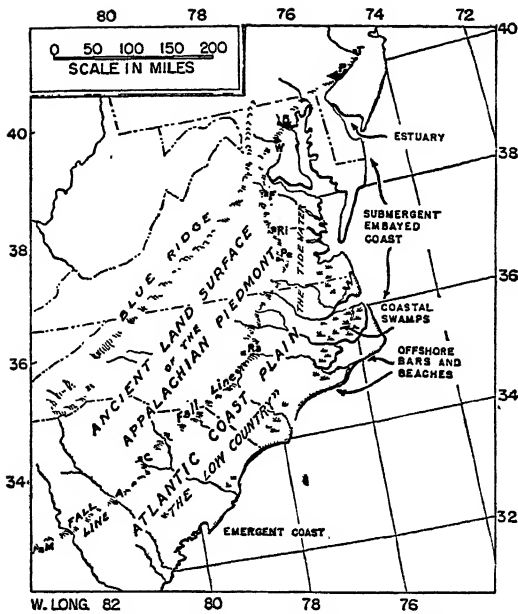 80
78
76
74
72
0 50 100 150 200
SCALE IN MILES
40
40
38
36
34
38
36
34
32
ESTUARY
SUBMERGENT
EMBAYED
COAST
COASTAL
SWAMPS
OFFSHORE
BARS AND
BEACHES
BLUE RIDGE
ANCIENT LAND SURFACE
OF THE
APPALACHIAN PIEDMONT
THE TIDEWATER
B
F
Ri
Pe
Ra
C
A
M
Fall Line
ATLANTIC COAST PLAIN
"THE LOW COUNTRY"
FALL
LINE
EMERGENT COAST
W. LONG.
82
80
78
76